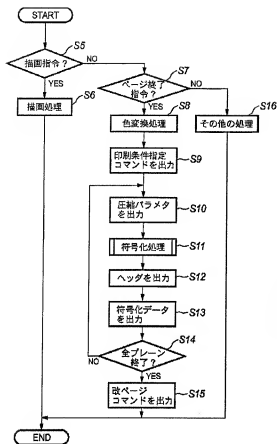 START
S5
描画指令?
NO
YES
S6
描画処理
S7
ページ終了
指令?
NO
YES
S8
色変換処理
S16
その他の処理
印刷条件指定
コマンドを出力
S9
圧縮パラメタ
を出力
S10
符号化処理
S11
ヘッダを出力
S12
符号化データ
を出力
S13
S14
全プレーン
終了?
NO
YES
改ページ
コマンドを出力
S15
END